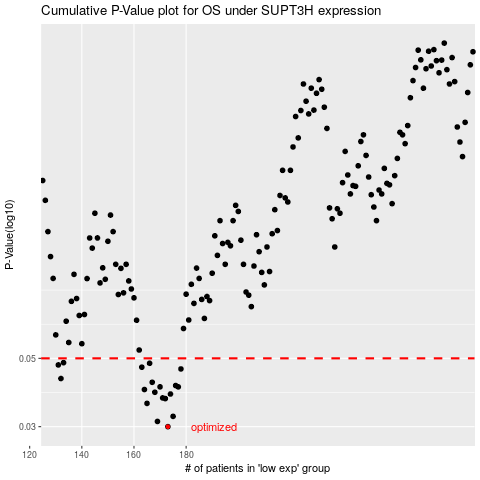 Cumulative P-Value plot for OS under SUPT3H expression
P-Value(log10)
0.05
0.03
optimized
120 140 160 180
# of patients in 'low exp' group